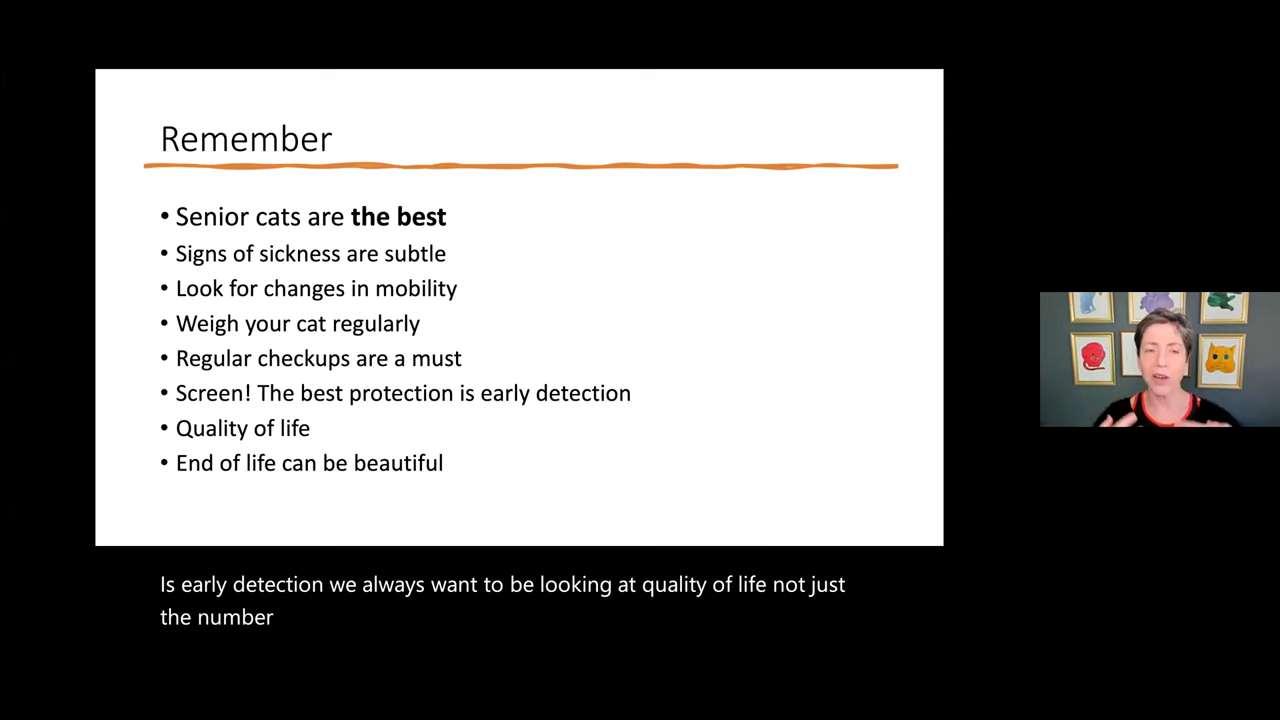 Remember
• Senior cats are the best
• Signs of sickness are subtle
• Look for changes in mobility
• Weigh your cat regularly
• Regular checkups are a must
• Screen! The best protection is early detection
• Quality of life
• End of life can be beautiful
Is early detection we always want to be looking at quality of life not just
the number